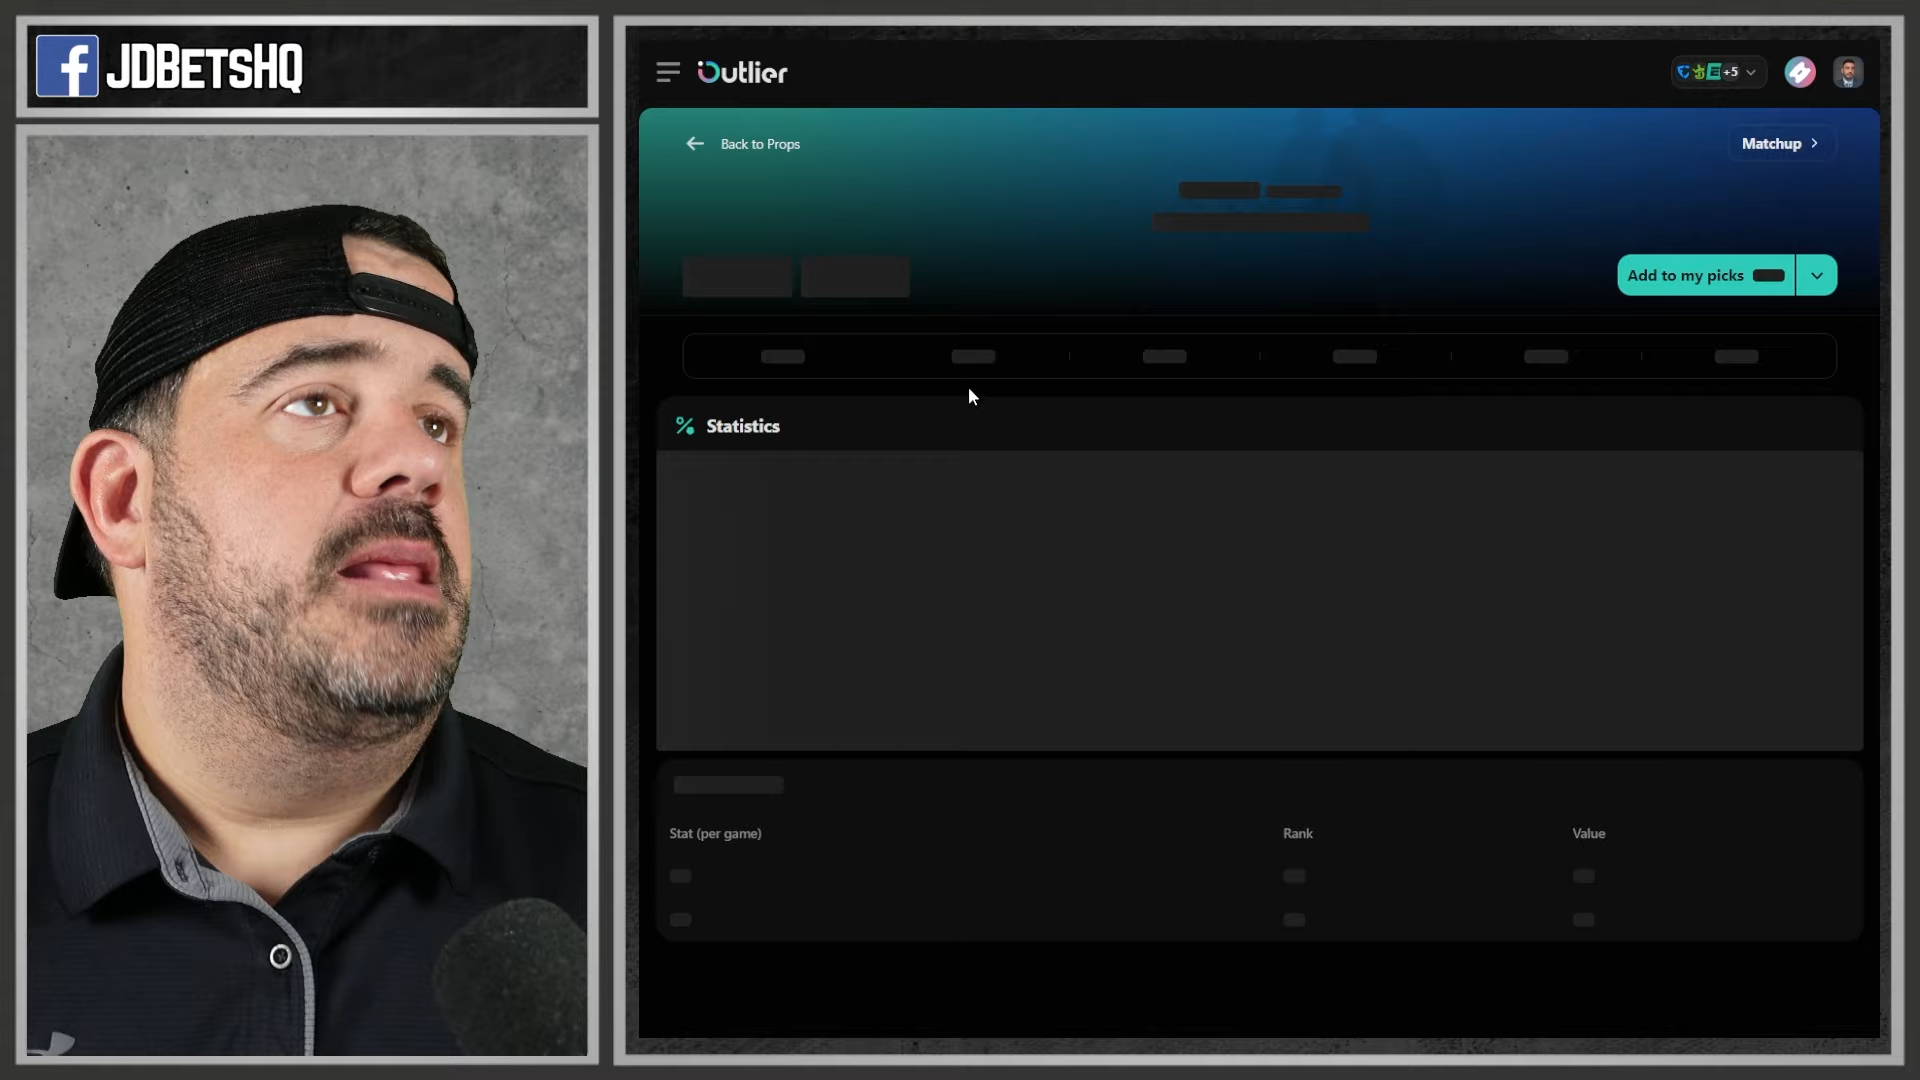 f JDBETSHQ
Outlier
+5
Back to Props
Matchup
Add to my picks
Statistics
Stat (per game) Rank Value